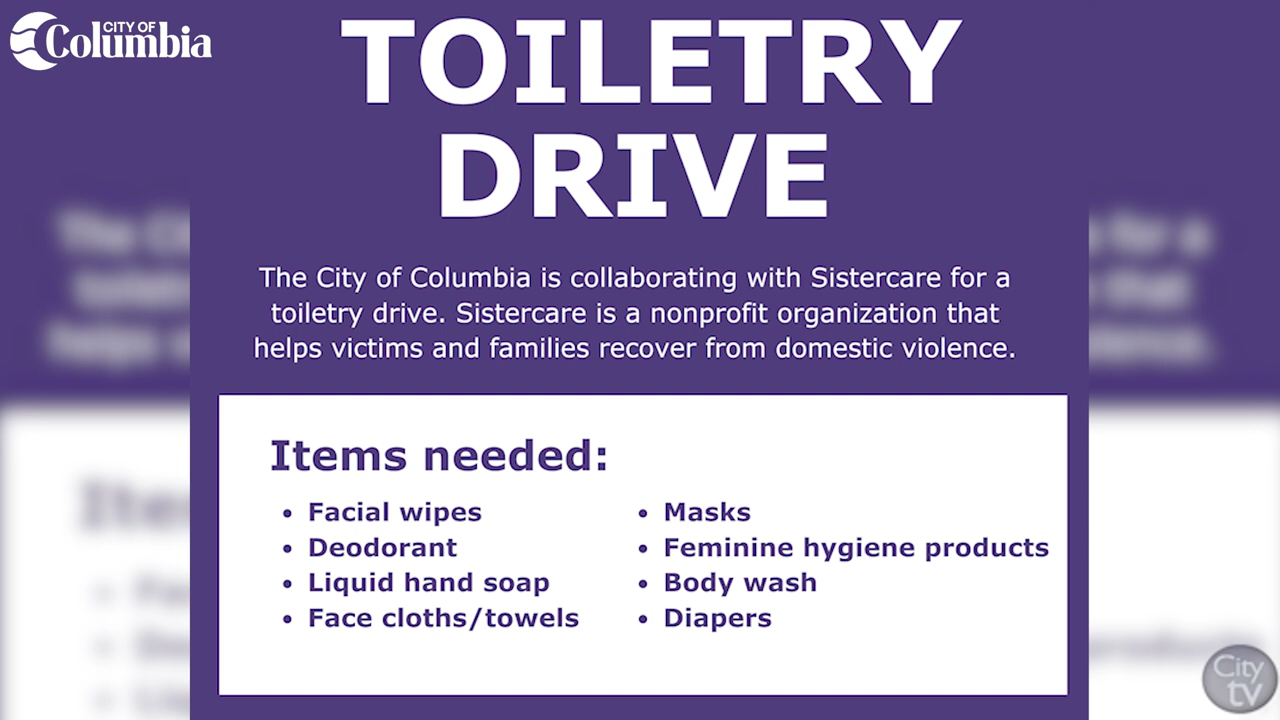 CITY OF
Columbia
TOILETRY
DRIVE
The City of Columbia is collaborating with Sistercare for a
toiletry drive. Sistercare is a nonprofit organization that
helps victims and families recover from domestic violence.
Items needed:
• Facial wipes
• Deodorant
• Liquid hand soap
• Face cloths/towels
• Masks
• Feminine hygiene products
• Body wash
• Diapers
City
tv